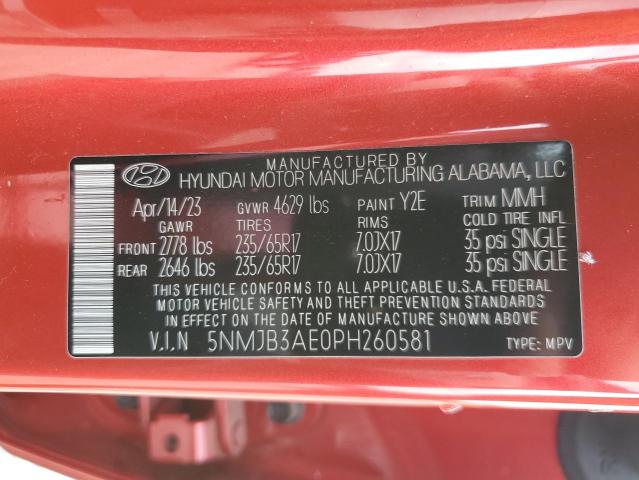 MANUFACTURED BY
HYUNDAI MOTOR MANUFACTURING ALABAMA, LLC
Apr/14/23 GVWR 4629 lbs PAINT Y2E TRIM MMH
GAWR TIRES RIMS COLD TIRE INFL
FRONT 2778 lbs 235/65R17 7.0JX17 35 psi SINGLE
REAR 2646 lbs 235/65R17 7.0JX17 35 psi SINGLE
THIS VEHICLE CONFORMS TO ALL APPLICABLE U.S.A. FEDERAL
MOTOR VEHICLE SAFETY AND THEFT PREVENTION STANDARDS
IN EFFECT ON THE DATE OF MANUFACTURE SHOWN ABOVE
V.I.N 5NMJB3AE0PH260581 TYPE: MPV